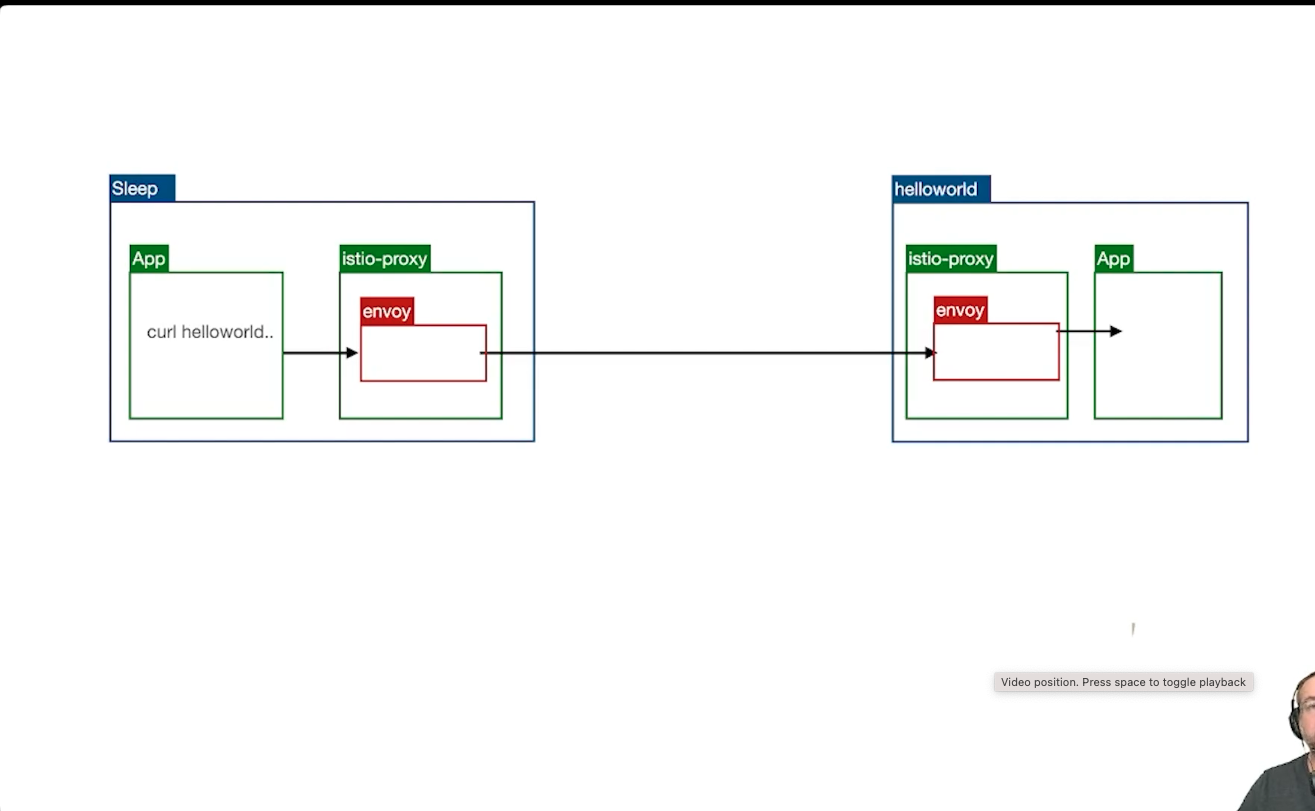 Sleep
helloworld
App
istio-proxy
istio-proxy
App
envoy
envoy
curl helloworld..
Video position. Press space to toggle playback